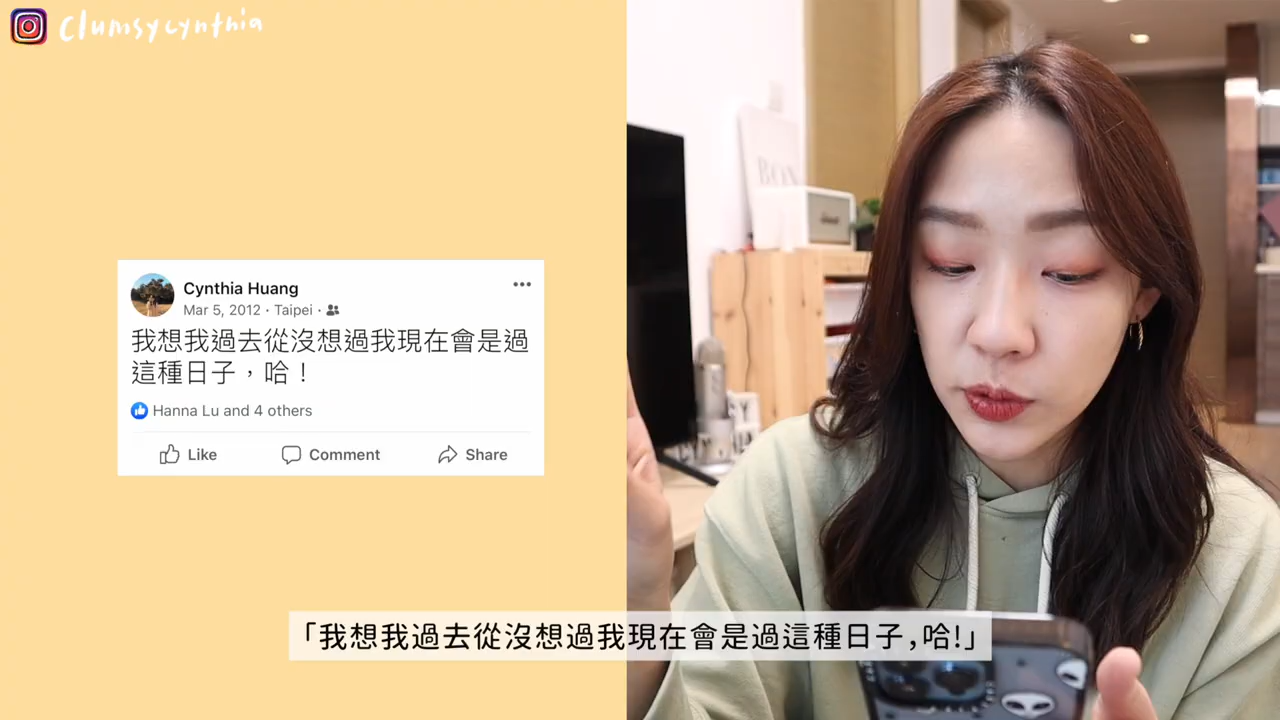 Clumsycynthia
Cynthia Huang
Mar 5, 2012 · Taipei ·
我想我過去從沒想過我現在會是過
這種日子，哈！
Hanna Lu and 4 others
Like
Comment
Share
「我想我過去從沒想過我現在會是過這種日子,哈!」